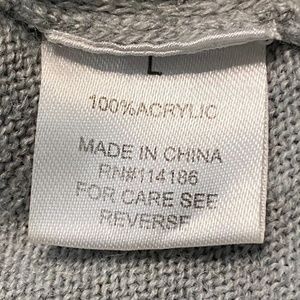 L
100%ACRYLIC
MADE IN CHINA
RN#114186
FOR CARE SEE
REVERSE